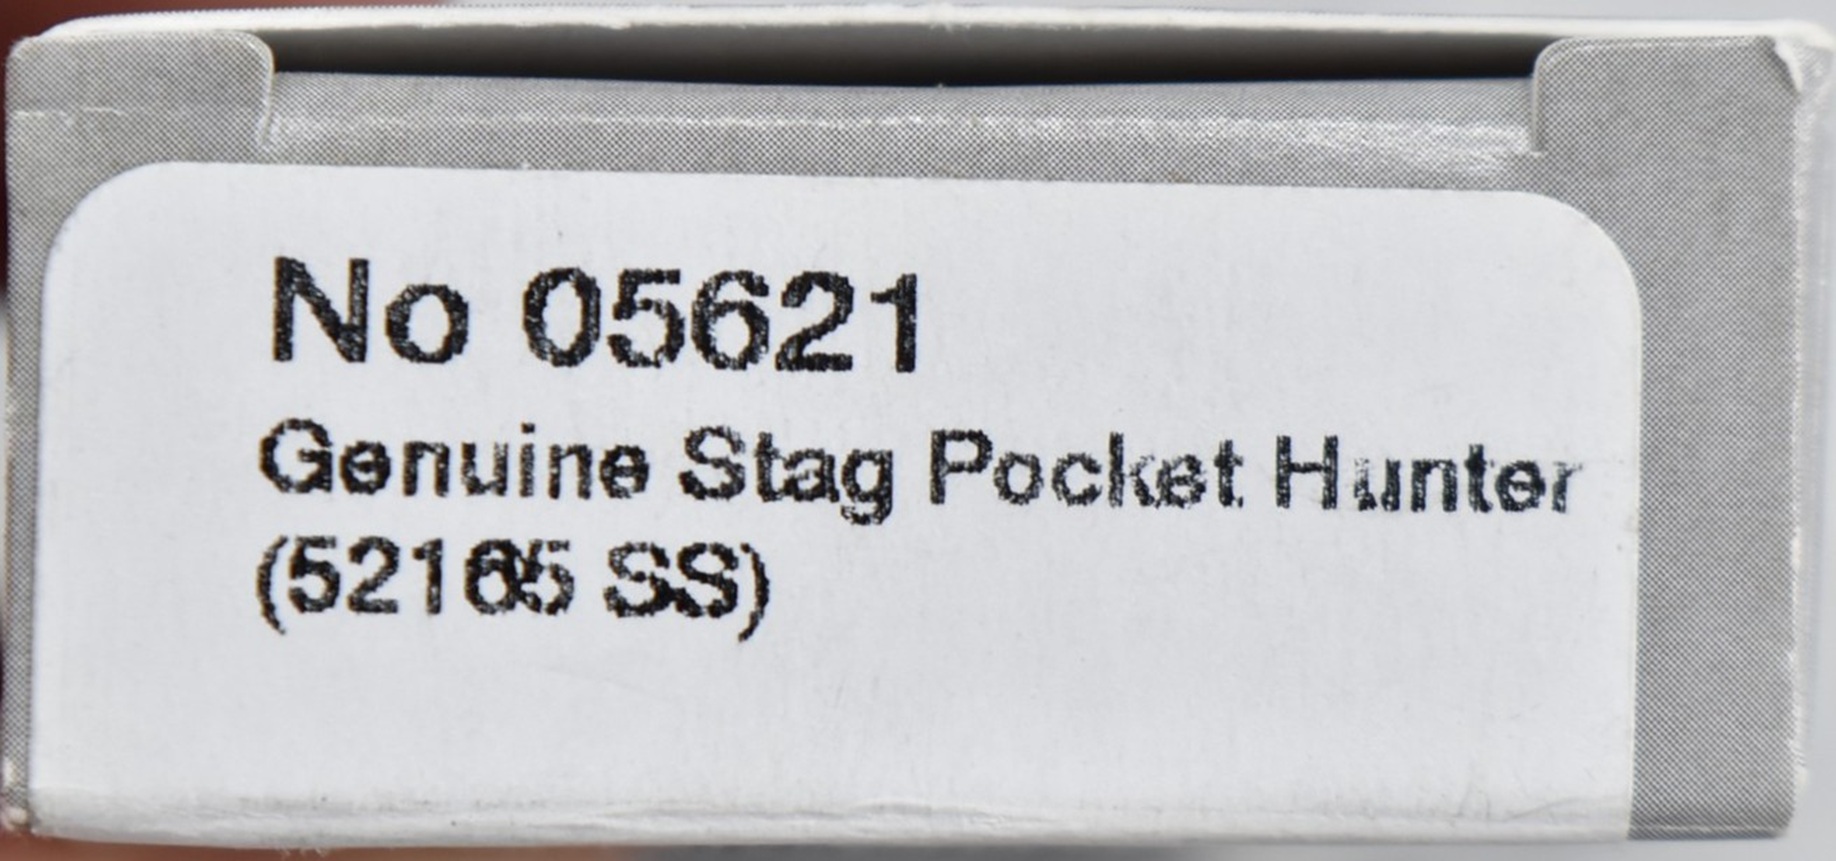 No 05621
Genuine Stag Pocket Hunter
(52165 SS)